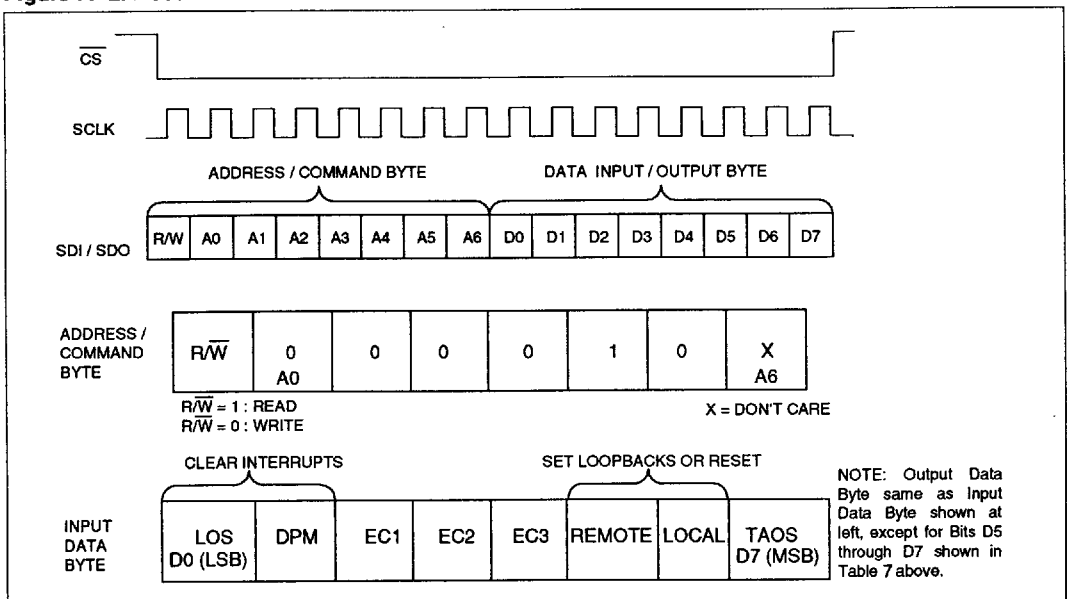 CS
SCLK
ADDRESS / COMMAND BYTE
DATA INPUT / OUTPUT BYTE
SDI / SDO
R/W A0 A1 A2 A3 A4 A5 A6 D0 D1 D2 D3 D4 D5 D6 D7
ADDRESS /
COMMAND
BYTE
R/W 0 0 0 0 1 0 X
A0 A6
R/W = 1 : READ
R/W = 0 : WRITE
X = DON'T CARE
CLEAR INTERRUPTS
SET LOOPBACKS OR RESET
INPUT
DATA
BYTE
LOS DPM EC1 EC2 EC3 REMOTE LOCAL TAOS
D0 (LSB) D7 (MSB)
NOTE: Output Data
Byte same as Input
Data Byte shown at
left, except for Bits D5
through D7 shown in
Table 7 above.